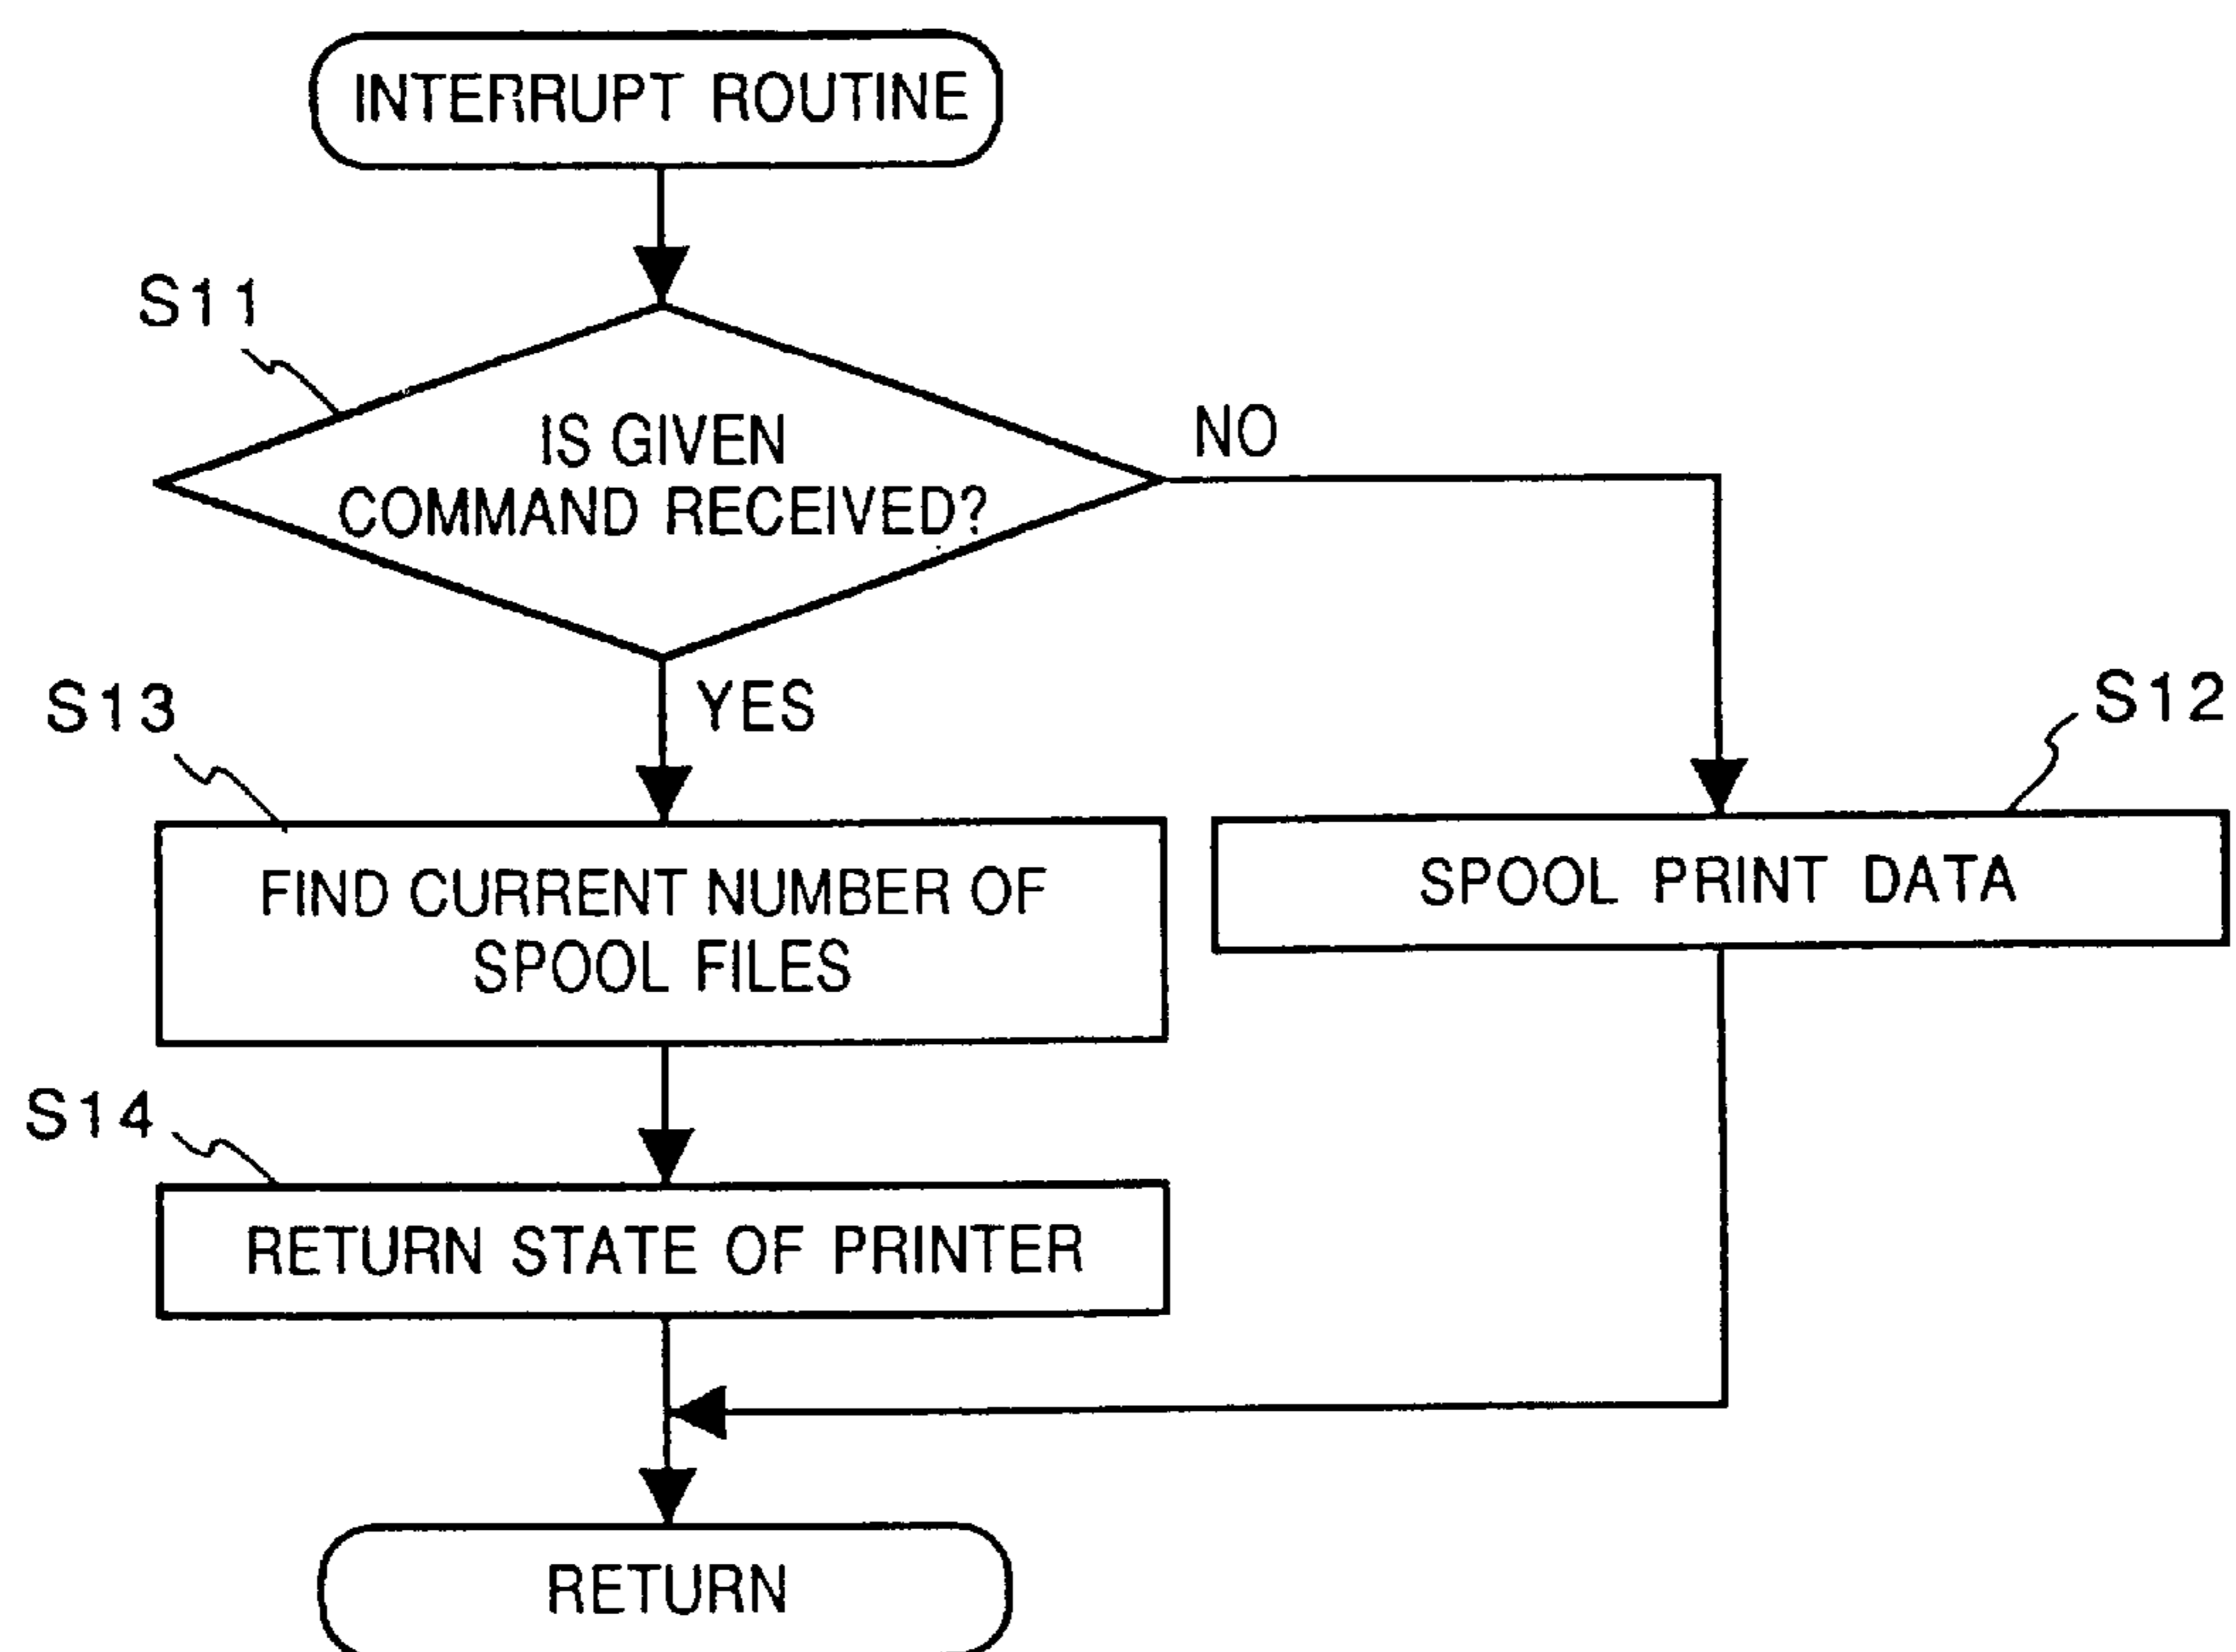 INTERRUPT ROUTINE
S11
IS GIVEN
COMMAND RECEIVED?
NO
YES
S13
S12
FIND CURRENT NUMBER OF
SPOOL FILES
SPOOL PRINT DATA
S14
RETURN STATE OF PRINTER
RETURN